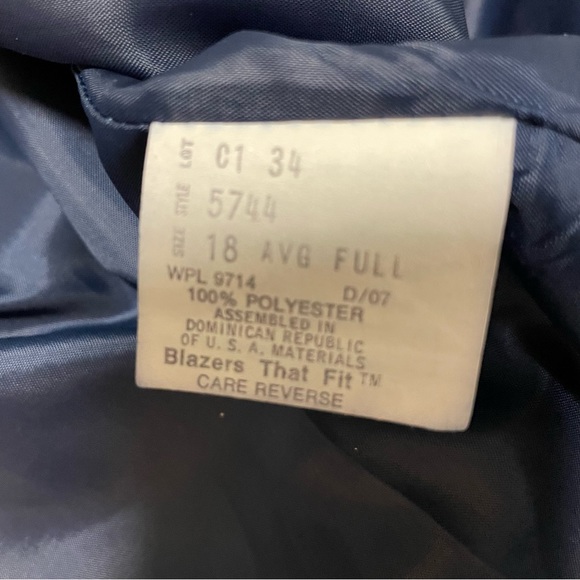 LOT C1 34
STYLE 5744
SIZE 18 AVG FULL
WPL 9714 D/07
100% POLYESTER
ASSEMBLED IN
DOMINICAN REPUBLIC
OF U.S.A. MATERIALS
Blazers That Fit™
CARE REVERSE